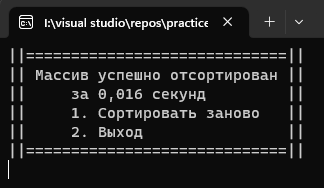 I:\visual studio\repos\practice
||=============================||
|| Массив успешно отсортирован ||
||     за 0,016 секунд         ||
||     1. Сортировать заново   ||
||     2. Выход                ||
||=============================||